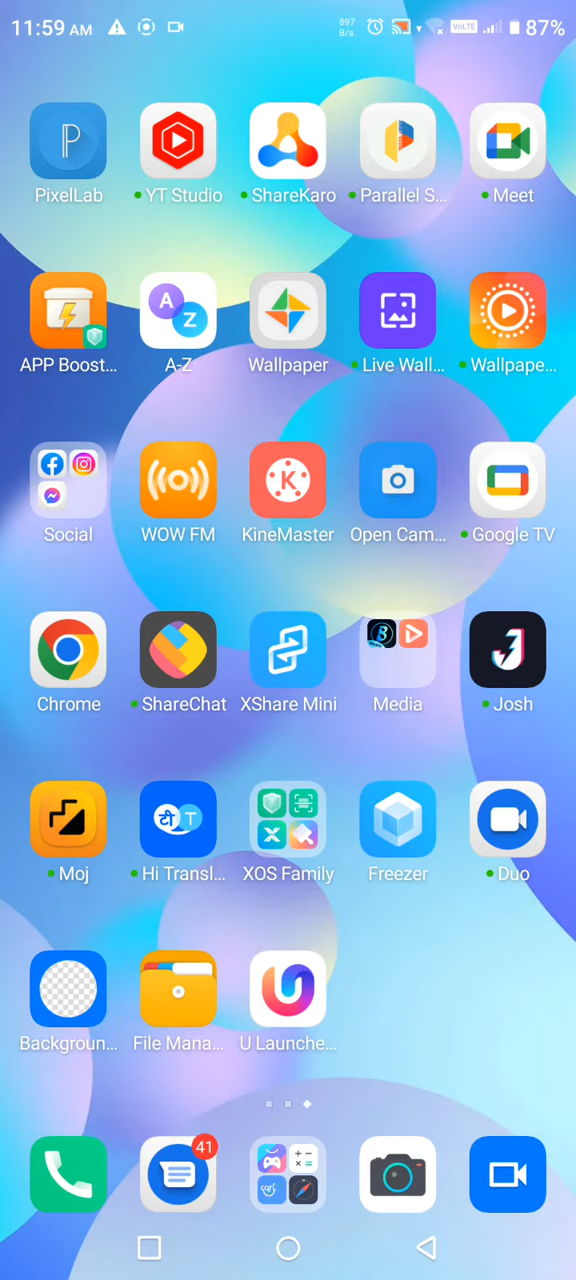 11:59 AM
897
B/s
VoLTE
87%
PixelLab
YT Studio
ShareKaro
Parallel S...
Meet
A
Z
APP Boost...
A-Z
Wallpaper
Live Wall...
Wallpape...
K
Social
WOW FM
KineMaster
Open Cam...
Google TV
Chrome
ShareChat
XShare Mini
Media
Josh
टी T
Moj
Hi Transl...
XOS Family
Freezer
Duo
Backgroun...
File Mana...
U Launche...
41